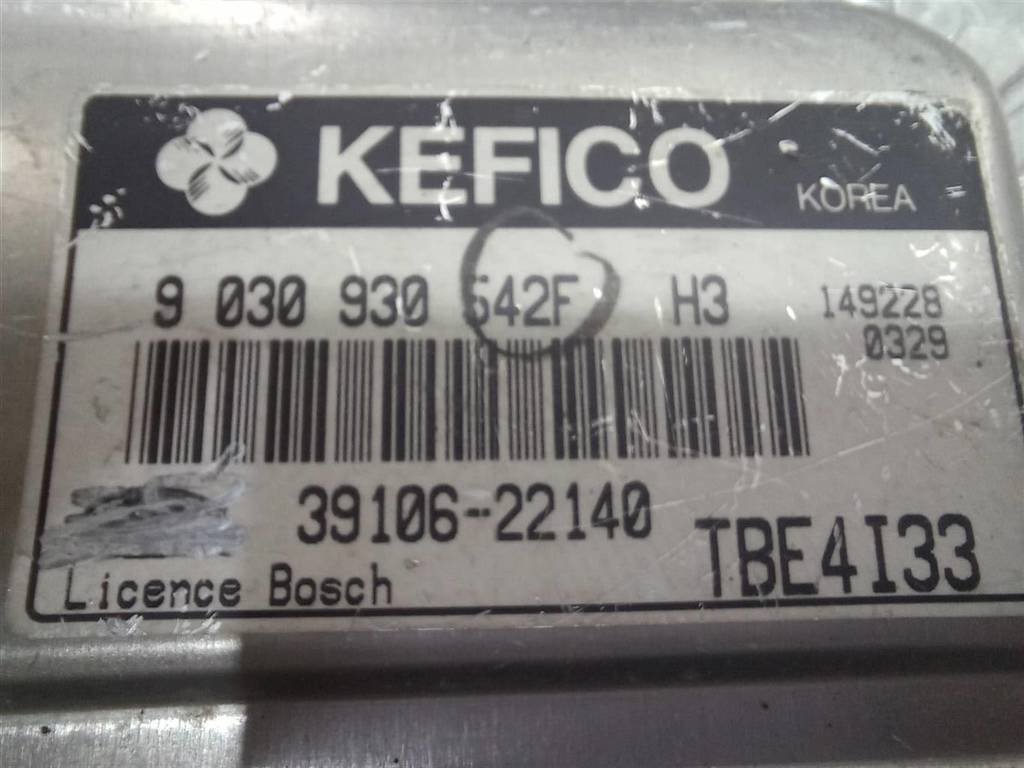 KEFICO
KOREA
9 030 930 542F H3
149228
0329
39106-22140
TBE4I33
Licence Bosch